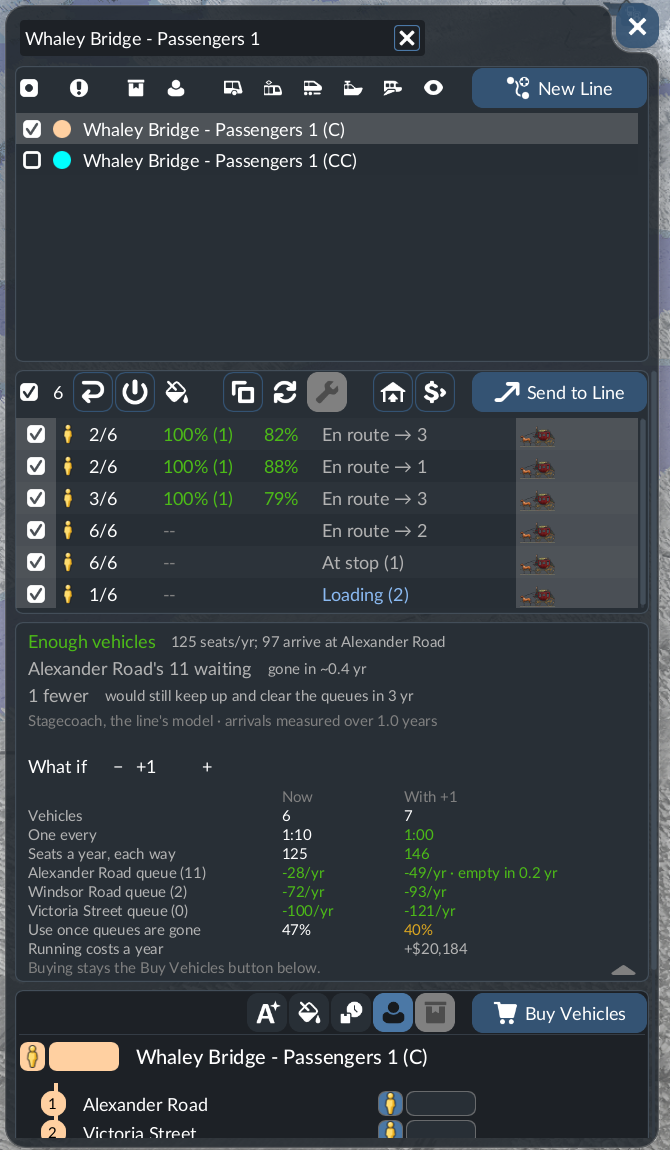 Whaley Bridge - Passengers 1
New Line
Whaley Bridge - Passengers 1 (C)
Whaley Bridge - Passengers 1 (CC)
6 Send to Line
2/6 100% (1) 82% En route → 3
2/6 100% (1) 88% En route → 1
3/6 100% (1) 79% En route → 3
6/6 -- En route → 2
6/6 -- At stop (1)
1/6 -- Loading (2)
Enough vehicles 125 seats/yr; 97 arrive at Alexander Road
Alexander Road's 11 waiting gone in ~0.4 yr
1 fewer would still keep up and clear the queues in 3 yr
Stagecoach, the line's model · arrivals measured over 1.0 years
What if − +1 +
Now With +1
Vehicles 6 7
One every 1:10 1:00
Seats a year, each way 125 146
Alexander Road queue (11) -28/yr -49/yr · empty in 0.2 yr
Windsor Road queue (2) -72/yr -93/yr
Victoria Street queue (0) -100/yr -121/yr
Use once queues are gone 47% 40%
Running costs a year +$20,184
Buying stays the Buy Vehicles button below.
A+ Buy Vehicles
Whaley Bridge - Passengers 1 (C)
1 Alexander Road
2 Victoria Street